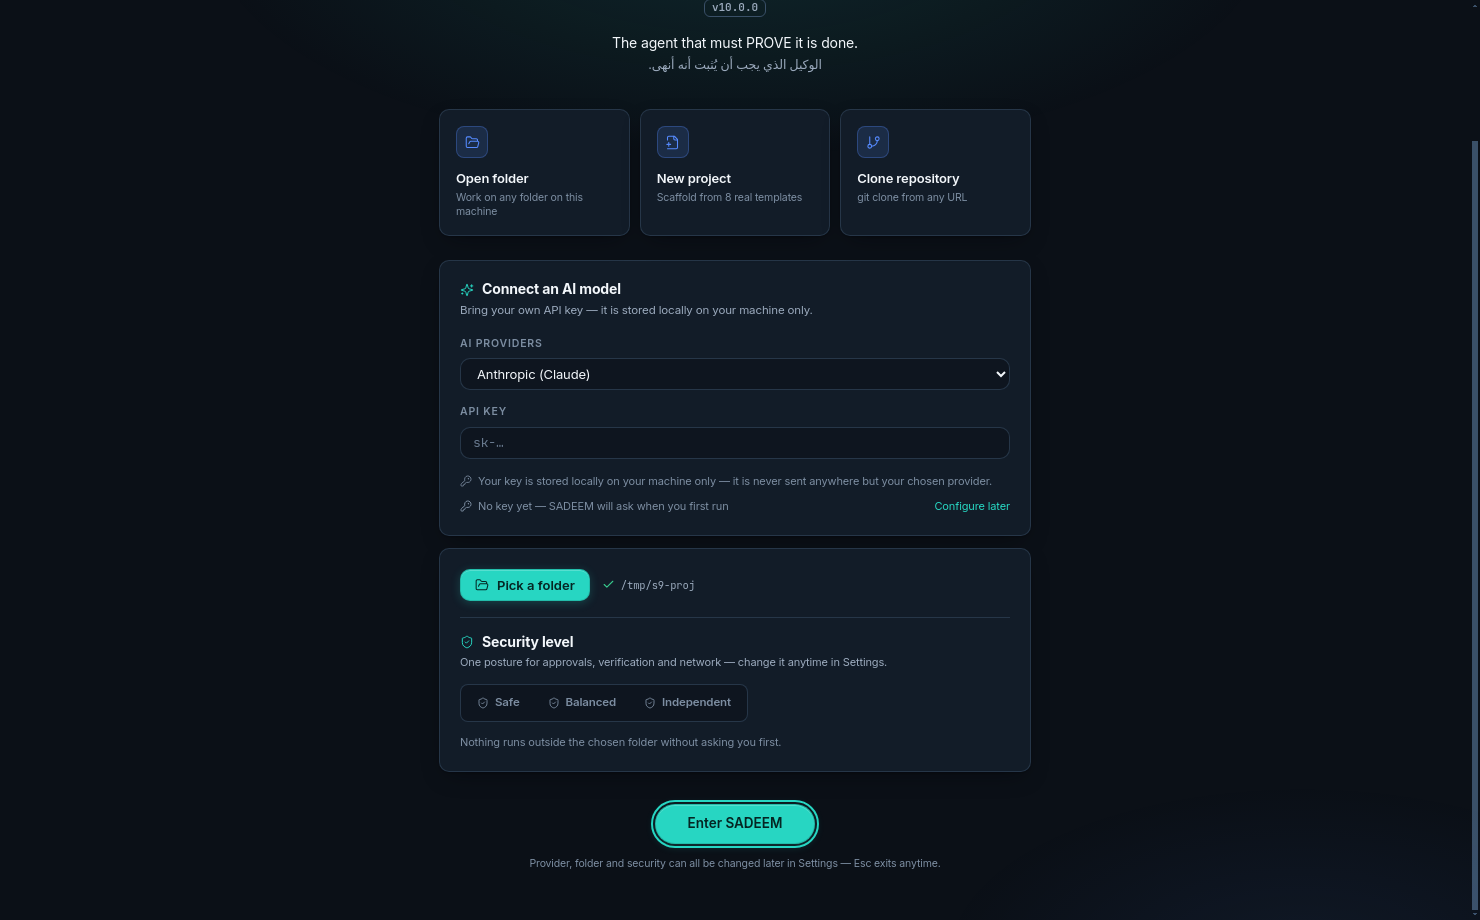 v10.0.0
The agent that must PROVE it is done.
الوكيل الذي يجب أن يُثبت أنه أنهى.
Open folder
Work on any folder on this
machine
New project
Scaffold from 8 real templates
Clone repository
git clone from any URL
Connect an AI model
Bring your own API key — it is stored locally on your machine only.
AI PROVIDERS
Anthropic (Claude)
API KEY
sk-…
Your key is stored locally on your machine only — it is never sent anywhere but your chosen provider.
No key yet — SADEEM will ask when you first run
Configure later
Pick a folder
/tmp/s9-proj
Security level
One posture for approvals, verification and network — change it anytime in Settings.
Safe
Balanced
Independent
Nothing runs outside the chosen folder without asking you first.
Enter SADEEM
Provider, folder and security can all be changed later in Settings — Esc exits anytime.